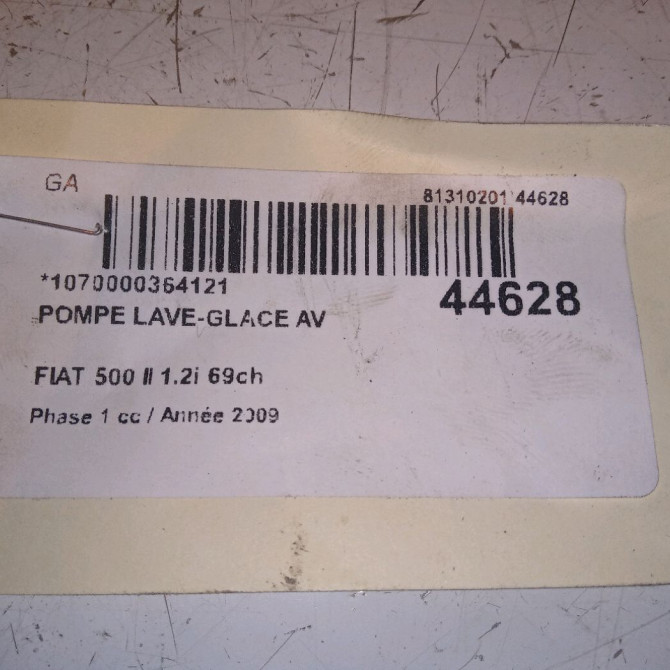 GA
81310201 44628
*1070000364121
44628
POMPE LAVE-GLACE AV
FIAT 500 II 1.2i 69ch
Phase 1 cc / Année 2009